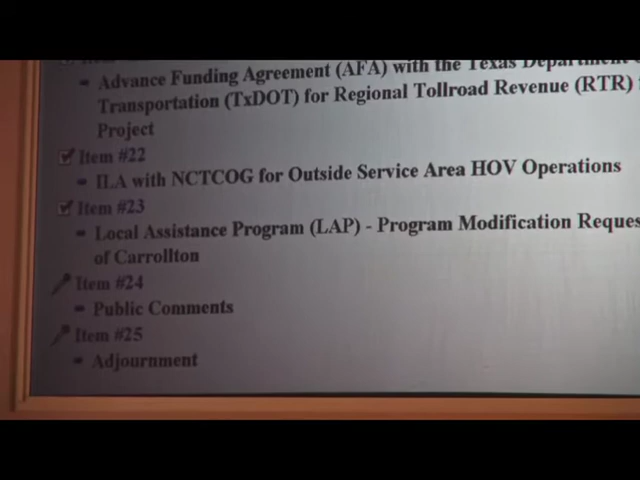 Advance Funding Agreement (AFA) with the Texas Department
Transportation (TxDOT) for Regional Tollroad Revenue (RTR)
Project
Item #22
ILA with NCTCOG for Outside Service Area HOV Operations
Item #23
Local Assistance Program (LAP) - Program Modification Reques
of Carrollton
Item #24
Public Comments
Item #25
Adjournment